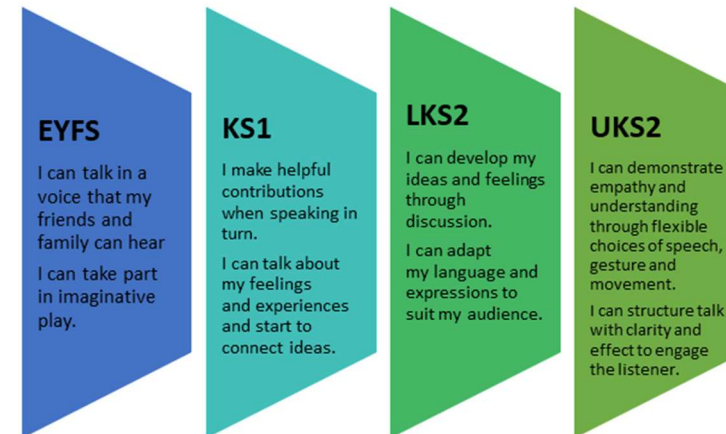 EYFS
I can talk in a
voice that my
friends and
family can hear
I can take part
in imaginative
play.
KS1
I make helpful
contributions
when speaking in
turn.
I can talk about
my feelings
and experiences
and start to
connect ideas.
LKS2
I can develop my
ideas and feelings
through
discussion.
I can adapt
my language and
expressions to
suit my audience.
UKS2
I can demonstrate
empathy and
understanding
through flexible
choices of speech,
gesture and
movement.
I can structure talk
with clarity and
effect to engage
the listener.